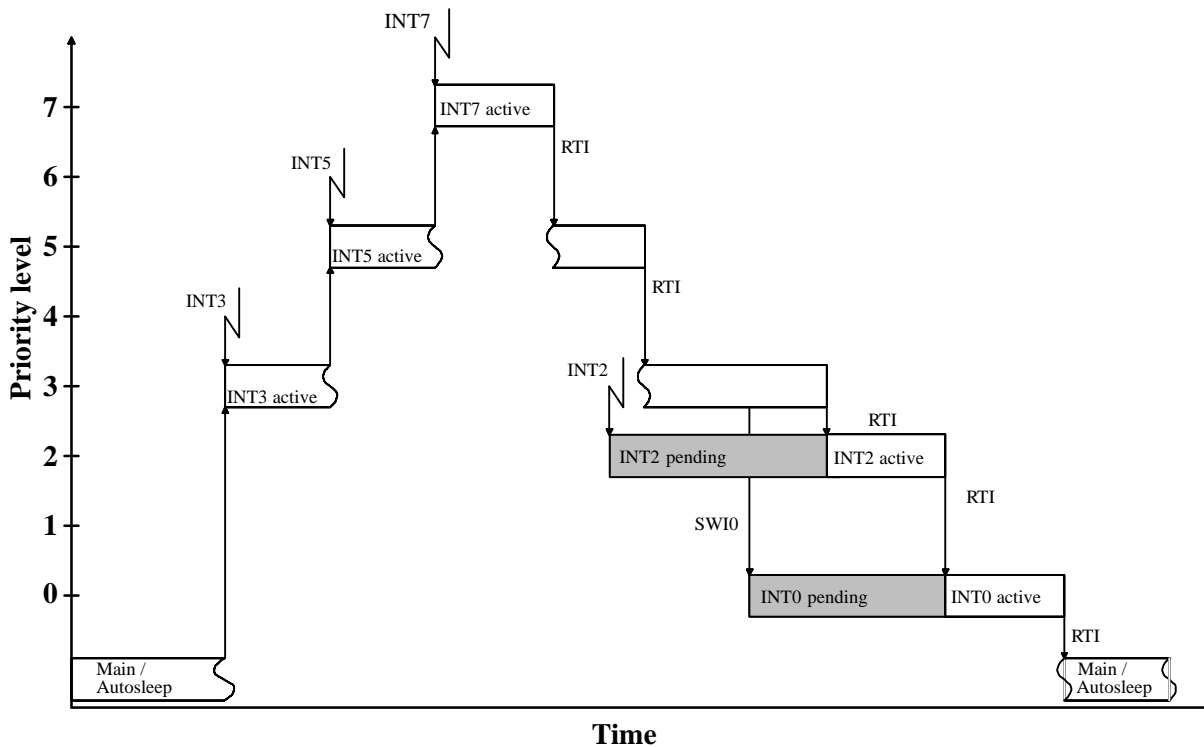 INT7
7
INT7 active
RTI
INT5
6
Priority level
5
INT5 active
RTI
INT3
4
INT2
3
INT3 active
RTI
2
INT2 pending
INT2 active
RTI
1
SWI0
0
INT0 pending
INT0 active
RTI
Main /
Autosleep
Main /
Autosleep
Time